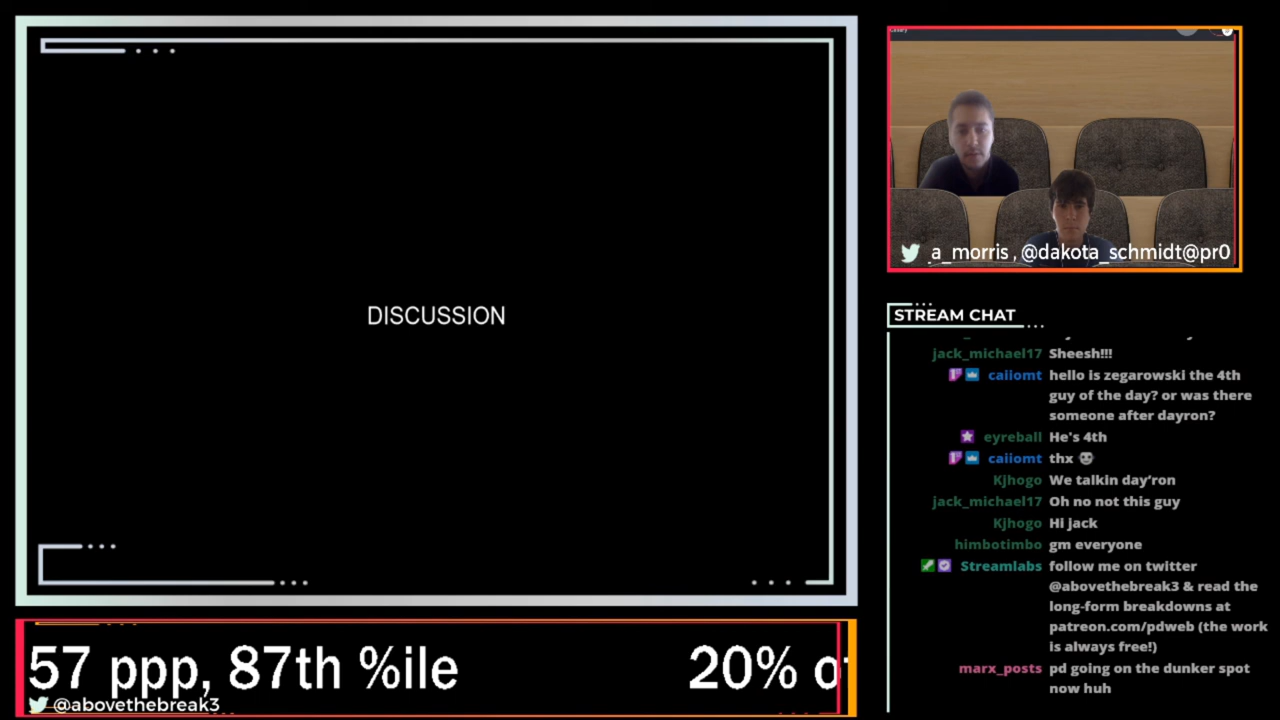 DISCUSSION
_a_morris , @dakota_schmidt@pr0
STREAM CHAT
jack_michael17 Sheesh!!!
caiiomt hello is zegarowski the 4th
guy of the day? or was there
someone after dayron?
eyreball He's 4th
caiiomt thx
Kjhogo We talkin day'ron
jack_michael17 Oh no not this guy
Kjhogo Hi jack
himbotimbo gm everyone
Streamlabs follow me on twitter
@abovethebreak3 & read the
long-form breakdowns at
patreon.com/pdweb (the work
is always free!)
marx_posts pd going on the dunker spot
now huh
57 ppp, 87th %ile 20%
@abovethebreak3